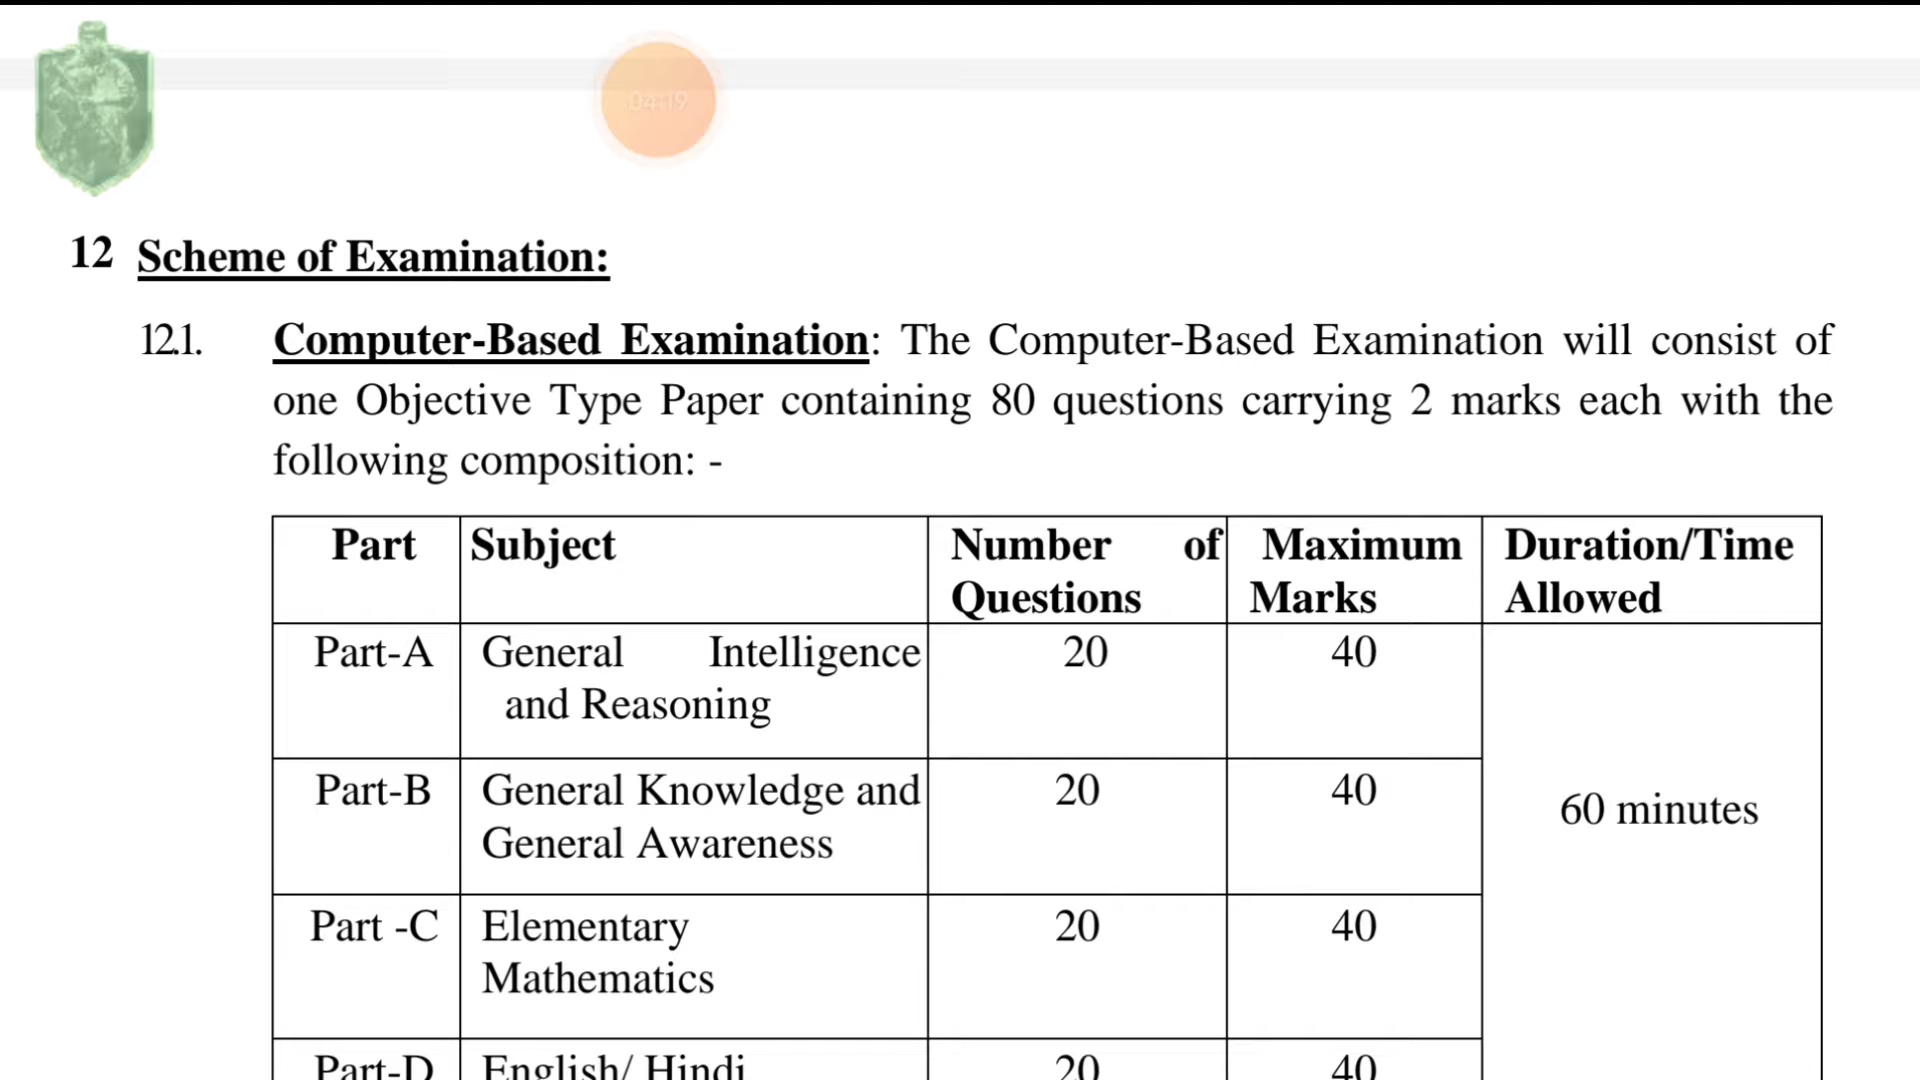 04:19
12 Scheme of Examination:
12.1. Computer-Based Examination: The Computer-Based Examination will consist of
one Objective Type Paper containing 80 questions carrying 2 marks each with the
following composition: -
Part Subject Number of Maximum Duration/Time
Questions Marks Allowed
Part-A General Intelligence 20 40
and Reasoning
Part-B General Knowledge and 20 40
60 minutes
General Awareness
Part -C Elementary 20 40
Mathematics
Part-D English/ Hindi 20 40